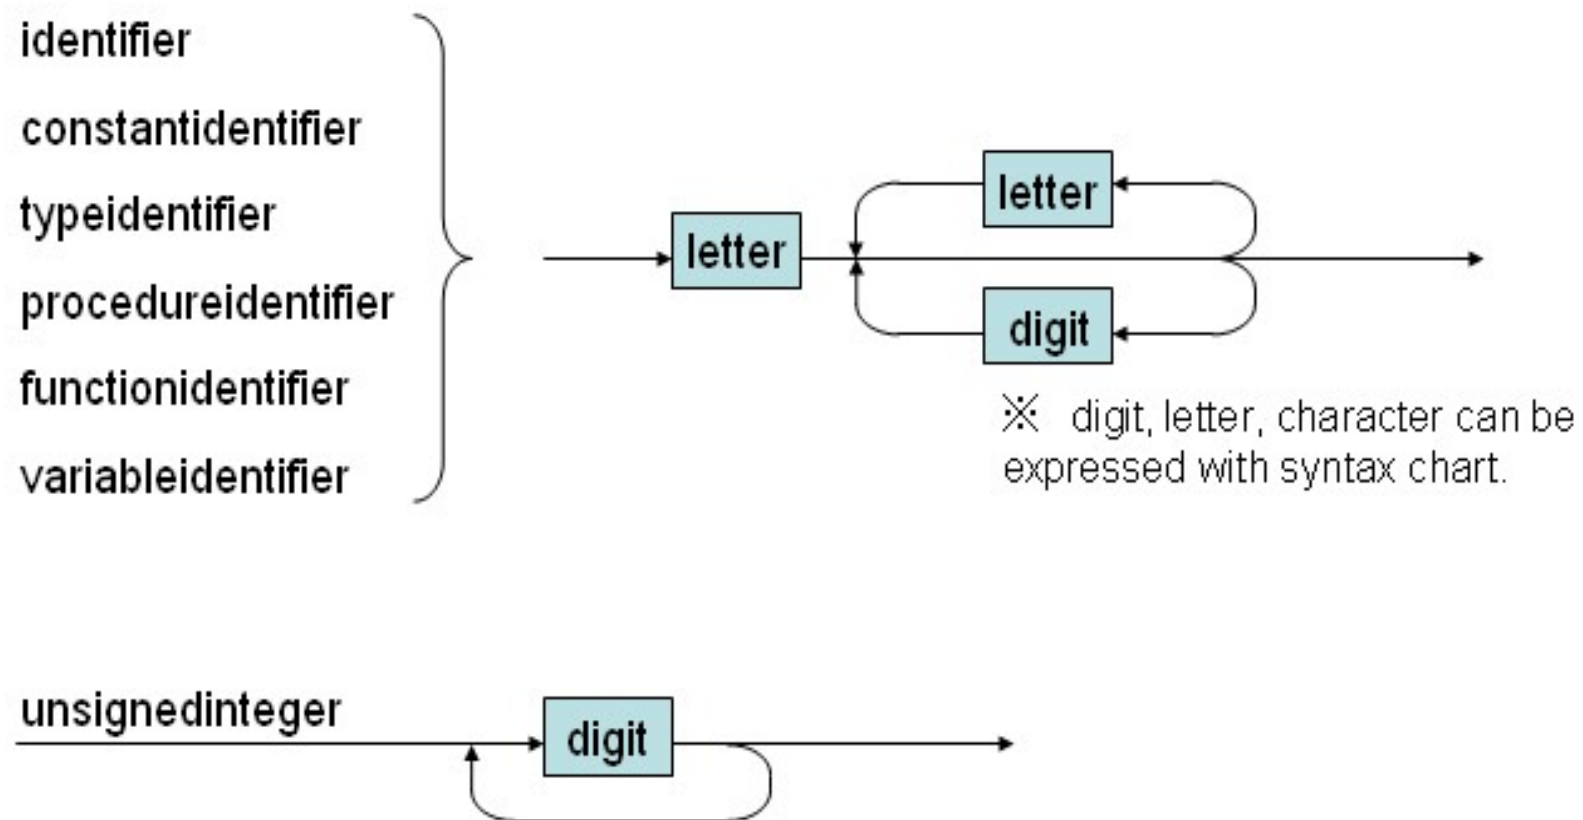 identifier
constantidentifier
typeidentifier
procedureidentifier
functionidentifier
variableidentifier
letter
letter
digit
※ digit, letter, character can be
expressed with syntax chart.
unsignedinteger
digit